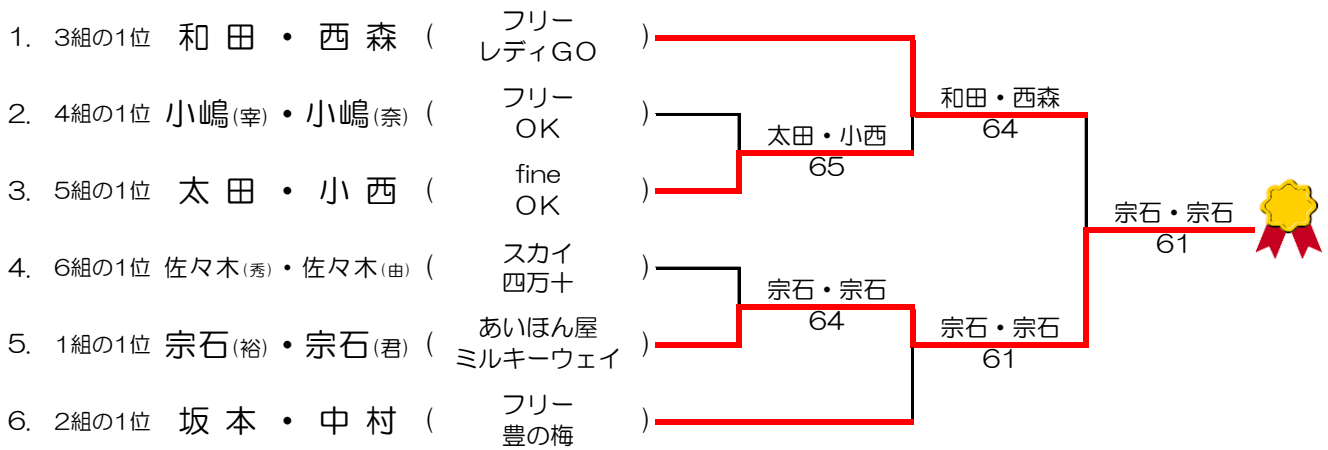 1. 3組の1位 和田・西森 ( フリー レディGO )
2. 4組の1位 小嶋(宰)・小嶋(奈) ( フリー OK )
3. 5組の1位 太田・小西 ( fine OK )
4. 6組の1位 佐々木(秀)・佐々木(由) ( スカイ 四万十 )
5. 1組の1位 宗石(裕)・宗石(君) ( あいほん屋 ミルキーウェイ )
6. 2組の1位 坂本・中村 ( フリー 豊の梅 )
太田・小西
65
宗石・宗石
64
和田・西森
64
宗石・宗石
61
宗石・宗石
61